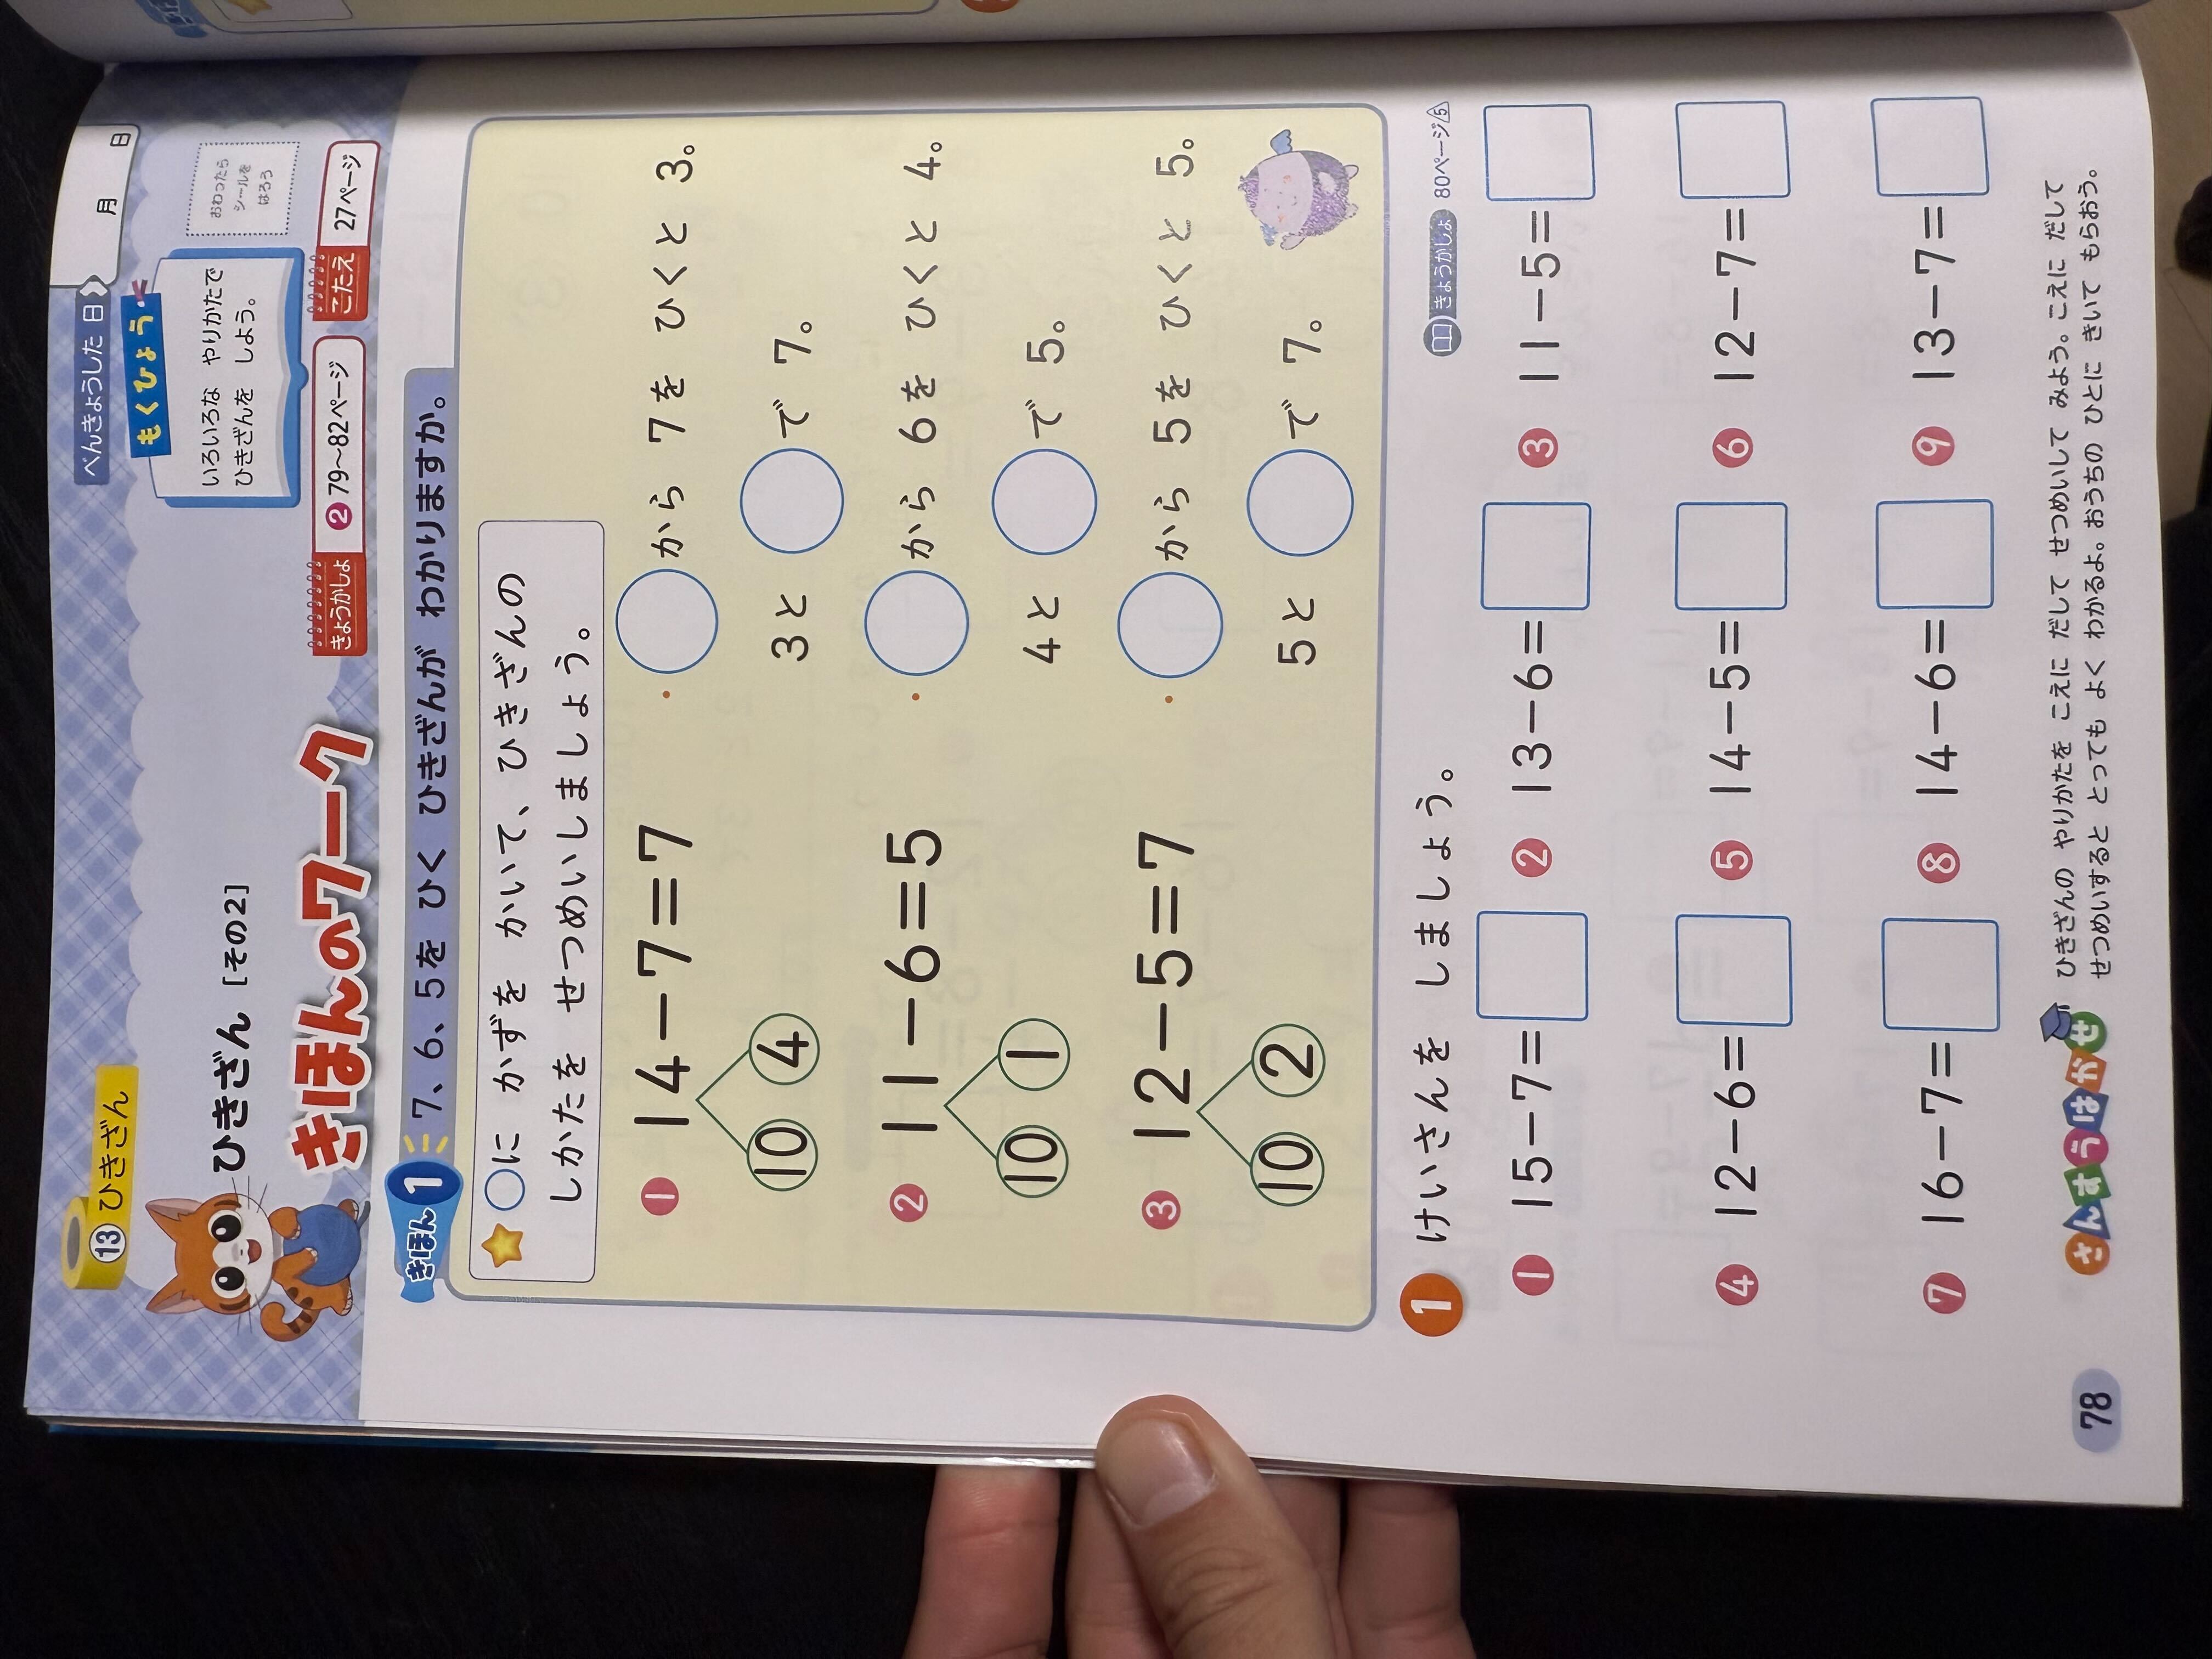 ⑬ ひきざん
べんきょうした 日
月 日
ひきざん [その2]
きほんのワーク
もくひょう
いろいろな やりかたで
ひきざんを しよう。
おわったら
シールを
はろう
きょうかしょ ❷ 79〜82ページ
こたえ 27ページ
きほん 1 7、6、5を ひく ひきざんが わかりますか。
☆ ○に かずを かいて、ひきざんの
しかたを せつめいしましょう。
❶ 14−7=7
10 4
・○から 7を ひくと 3。
3と ○で 7。
❷ 11−6=5
10 1
・○から 6を ひくと 4。
4と ○で 5。
❸ 12−5=7
10 2
・○から 5を ひくと 5。
5と ○で 7。
1 けいさんを しましょう。
きょうかしょ 80ページ5
❶ 15−7=□ ❷ 13−6=□ ❸ 11−5=□
❹ 12−6=□ ❺ 14−5=□ ❻ 12−7=□
❼ 16−7=□ ❽ 14−6=□ ❾ 13−7=□
さんすうはかせ
ひきざんの やりかたを こえに だして せつめいして みよう。こえに だして
せつめいすると とっても よく わかるよ。おうちの ひとに きいて もらおう。
78